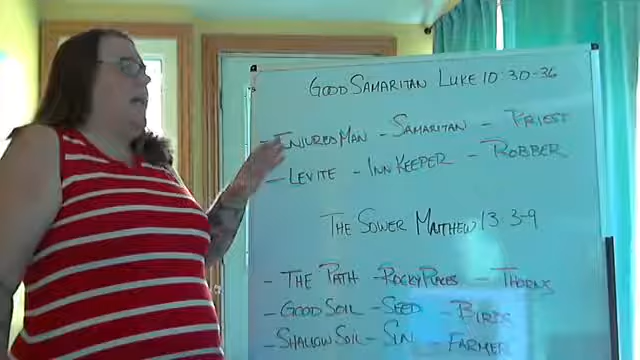 GOOD SAMARITAN LUKE 10:30-36
- INJURED MAN - SAMARITAN - PRIEST
- LEVITE - INN KEEPER - ROBBER
THE SOWER MATTHEW 13 3-9
- THE PATH - ROCKY PLACES - THORNS
- GOOD SOIL - SEED - BIRDS
- SHALLOW SOIL - SIN - FARMER